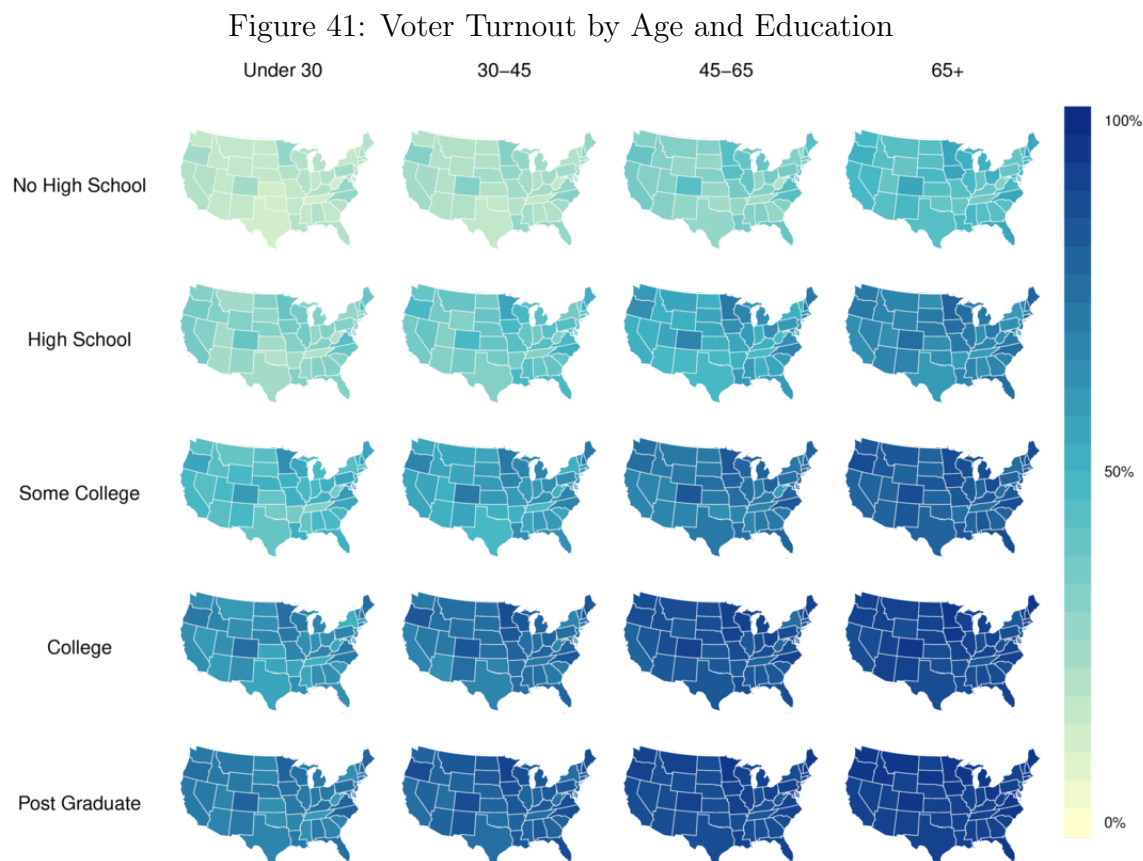 Figure 41: Voter Turnout by Age and Education
Under 30 30–45 45–65 65+
100%
No High School
High School
50%
Some College
College
Post Graduate
0%